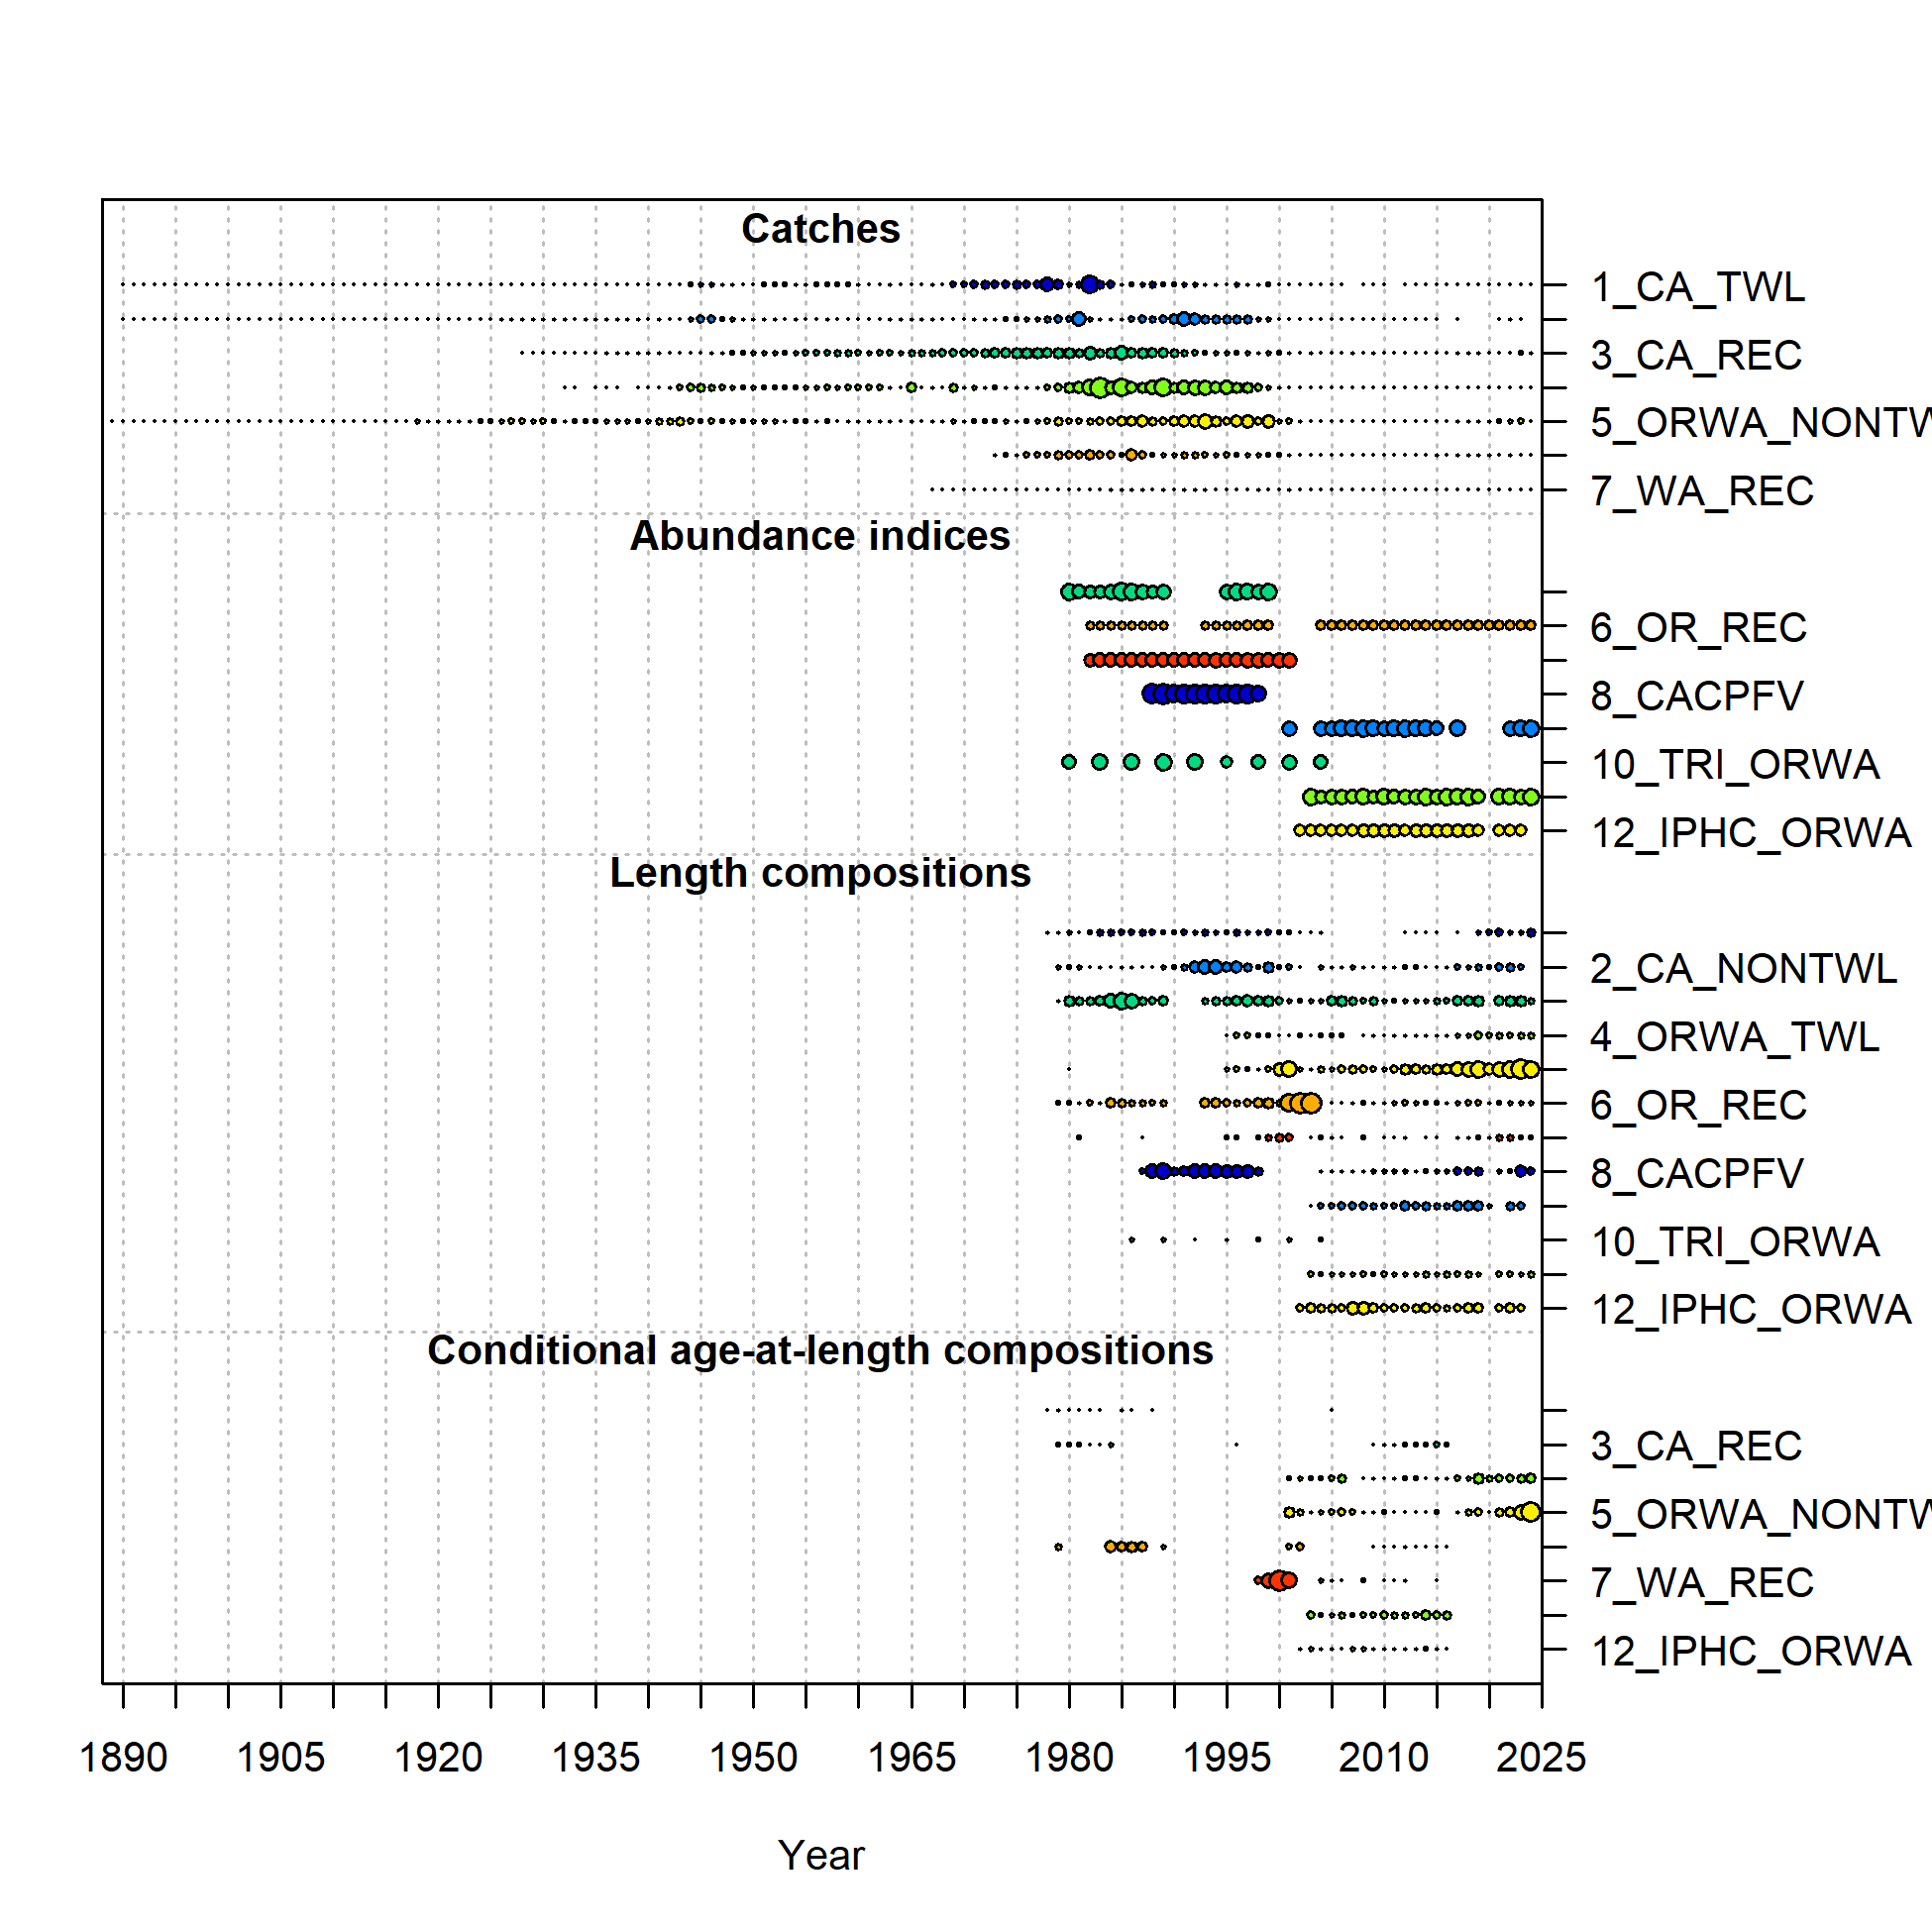 Catches
1_CA_TWL
3_CA_REC
5_ORWA_NONTW
7_WA_REC
Abundance indices
6_OR_REC
8_CACPFV
10_TRI_ORWA
12_IPHC_ORWA
Length compositions
2_CA_NONTWL
4_ORWA_TWL
6_OR_REC
8_CACPFV
10_TRI_ORWA
12_IPHC_ORWA
Conditional age-at-length compositions
3_CA_REC
5_ORWA_NONTW
7_WA_REC
12_IPHC_ORWA
1890 1905 1920 1935 1950 1965 1980 1995 2010 2025
Year